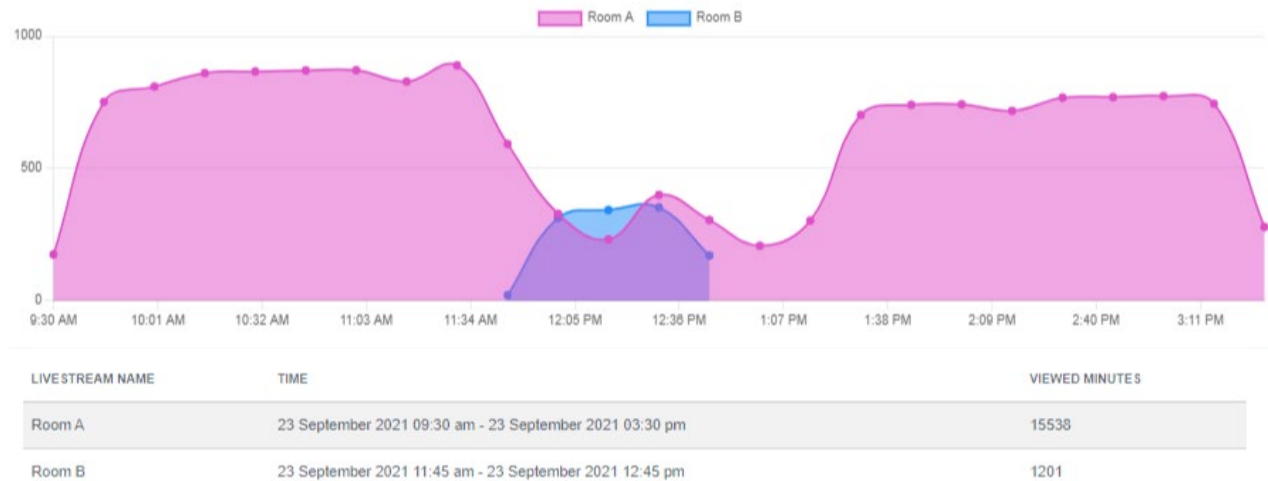 Room A Room B
1000
500
0
9:30 AM 10:01 AM 10:32 AM 11:03 AM 11:34 AM 12:05 PM 12:36 PM 1:07 PM 1:38 PM 2:09 PM 2:40 PM 3:11 PM
LIVESTREAM NAME TIME VIEWED MINUTES
Room A 23 September 2021 09:30 am - 23 September 2021 03:30 pm 15538
Room B 23 September 2021 11:45 am - 23 September 2021 12:45 pm 1201